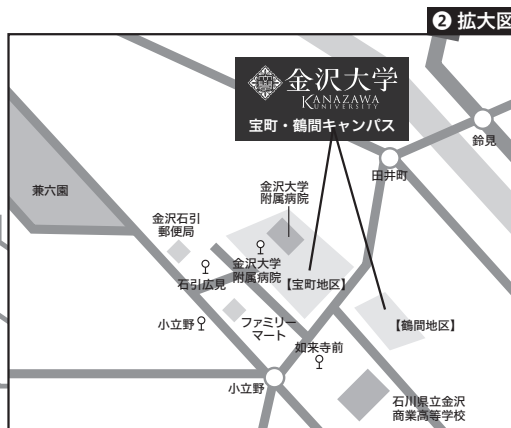 ❷ 拡大図
金沢大学
KANAZAWA
UNIVERSITY
宝町・鶴間キャンパス
鈴見
田井町
兼六園
金沢大学
附属病院
金沢石引
郵便局
金沢大学
附属病院
石引広見
【宝町地区】
小立野
ファミリー
マート
【鶴間地区】
如来寺前
小立野
石川県立金沢
商業高等学校